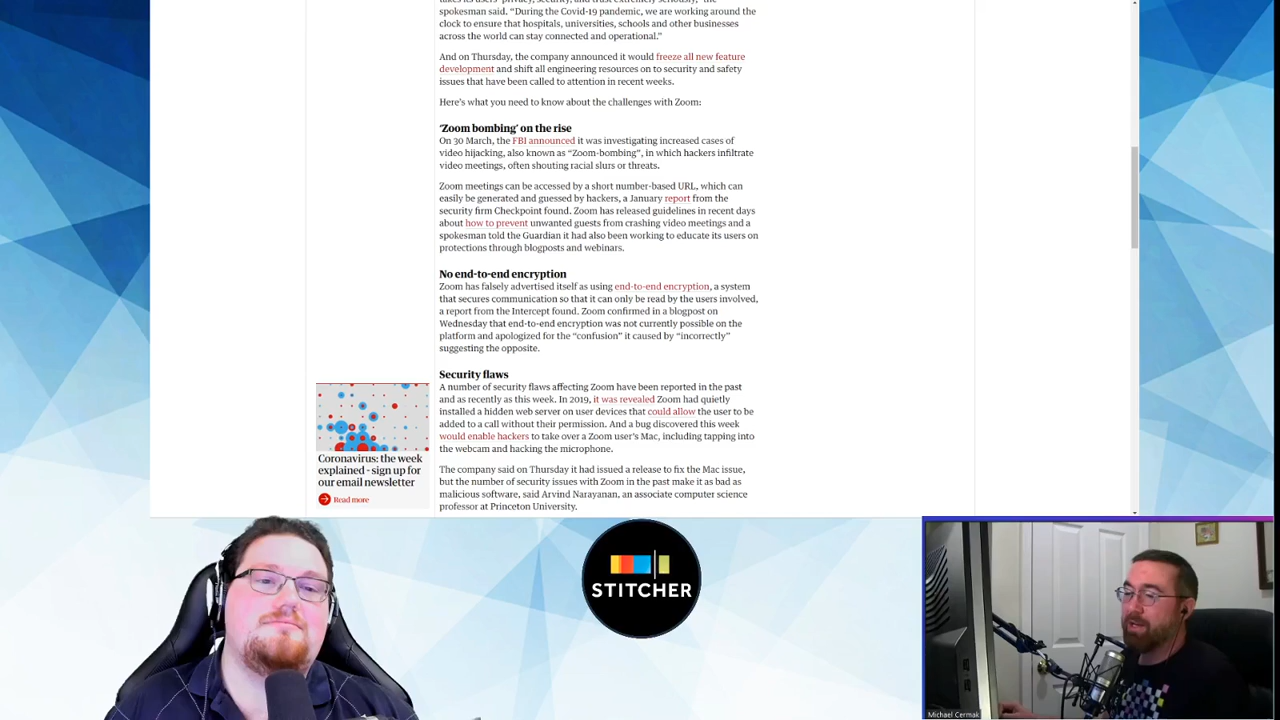 takes its users' privacy, security, and trust extremely seriously," the
spokesman said. “During the Covid-19 pandemic, we are working around the
clock to ensure that hospitals, universities, schools and other businesses
across the world can stay connected and operational.”
And on Thursday, the company announced it would freeze all new feature
development and shift all engineering resources on to security and safety
issues that have been called to attention in recent weeks.
Here’s what you need to know about the challenges with Zoom:
‘Zoom bombing’ on the rise
On 30 March, the FBI announced it was investigating increased cases of
video hijacking, also known as “Zoom-bombing”, in which hackers infiltrate
video meetings, often shouting racial slurs or threats.
Zoom meetings can be accessed by a short number-based URL, which can
easily be generated and guessed by hackers, a January report from the
security firm Checkpoint found. Zoom has released guidelines in recent days
about how to prevent unwanted guests from crashing video meetings and a
spokesman told the Guardian it had also been working to educate its users on
protections through blogposts and webinars.
No end-to-end encryption
Zoom has falsely advertised itself as using end-to-end encryption, a system
that secures communication so that it can only be read by the users involved,
a report from the Intercept found. Zoom confirmed in a blogpost on
Wednesday that end-to-end encryption was not currently possible on the
platform and apologized for the “confusion” it caused by “incorrectly”
suggesting the opposite.
Security flaws
A number of security flaws affecting Zoom have been reported in the past
and as recently as this week. In 2019, it was revealed Zoom had quietly
installed a hidden web server on user devices that could allow the user to be
added to a call without their permission. And a bug discovered this week
would enable hackers to take over a Zoom user’s Mac, including tapping into
the webcam and hacking the microphone.
The company said on Thursday it had issued a release to fix the Mac issue,
but the number of security issues with Zoom in the past make it as bad as
malicious software, said Arvind Narayanan, an associate computer science
professor at Princeton University.
Coronavirus: the week
explained - sign up for
our email newsletter
Read more
STITCHER
Michael Cermak